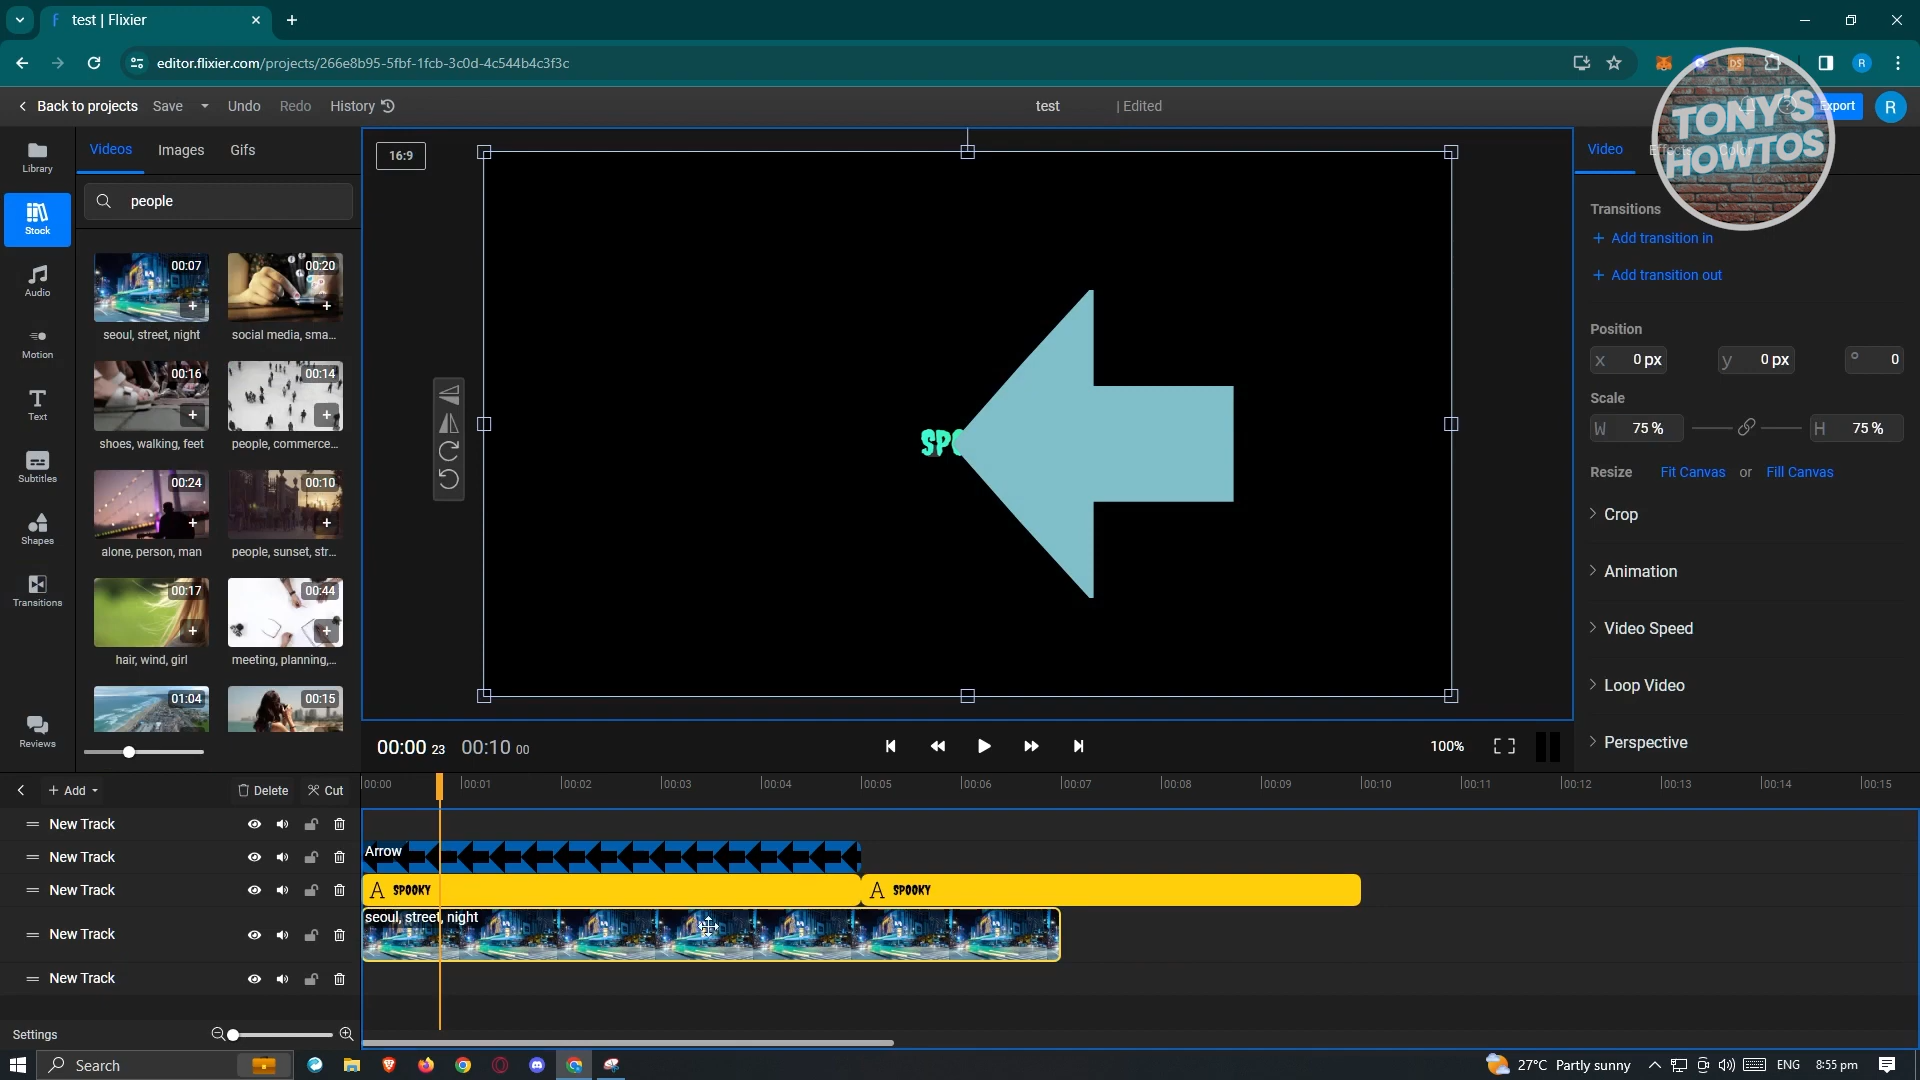 test | Flixier
editor.flixier.com/projects/266e8b95-5fbf-1fcb-3c0d-4c544b4c3f3c
Back to projects Save Undo Redo History test | Edited Export R
TONY'S
HOWTOS
Library
Stock
Audio
Motion
Text
Subtitles
Shapes
Transitions
Reviews
Videos Images Gifs
people
00:07 00:20
seoul, street, night social media, sma...
00:16 00:14
shoes, walking, feet people, commerce...
00:24 00:10
alone, person, man people, sunset, str...
00:17 00:44
hair, wind, girl meeting, planning,...
01:04 00:15
16:9
SPO
Video Effects Color
Transitions
+ Add transition in
+ Add transition out
Position
x 0 px y 0 px ° 0
Scale
W 75 % H 75 %
Resize Fit Canvas or Fill Canvas
Crop
Animation
Video Speed
Loop Video
Perspective
00:00 23 00:10 00 100%
+ Add Delete Cut
00:00 00:01 00:02 00:03 00:04 00:05 00:06 00:07 00:08 00:09 00:10 00:11 00:12 00:13 00:14 00:15
New Track
New Track Arrow
New Track A SPOOKY A SPOOKY
New Track seoul, street, night
New Track
Settings
Search 27°C Partly sunny ENG 8:55 pm